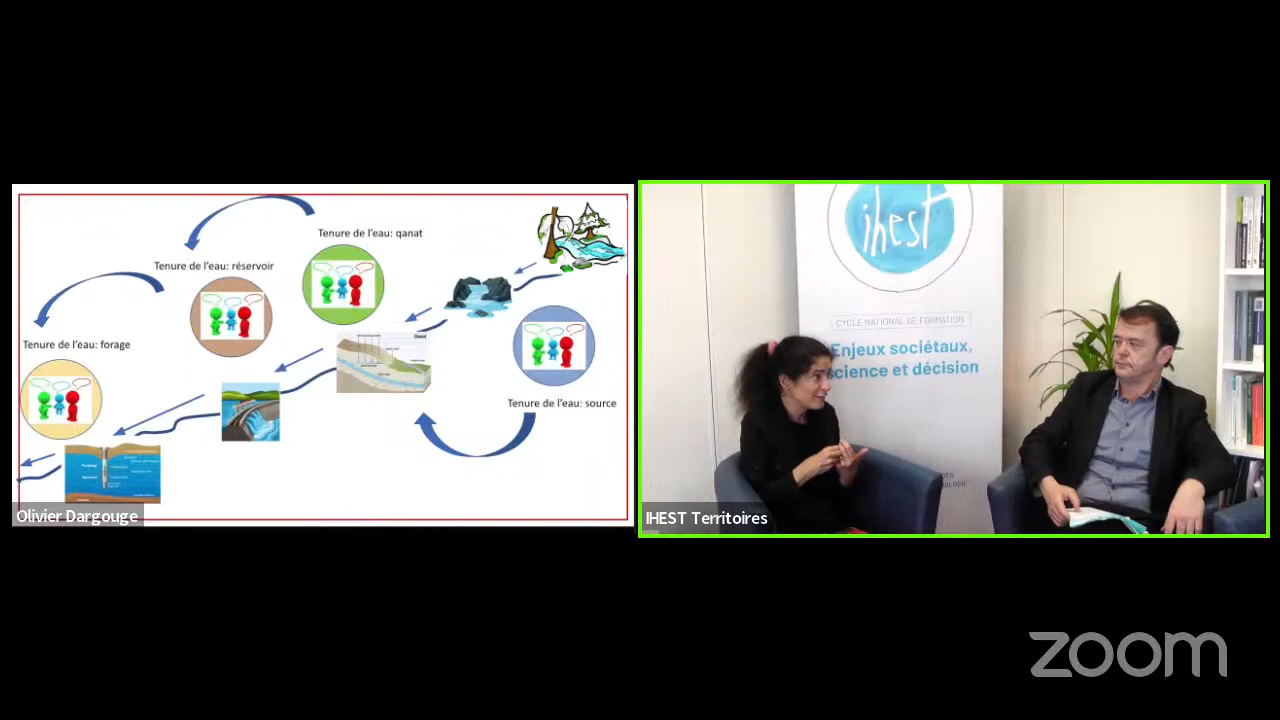 Tenure de l'eau: qanat
Tenure de l'eau: réservoir
Tenure de l'eau: forage
Tenure de l'eau: source
Olivier Dargouge
ihest
CYCLE NATIONAL DE FORMATION
Enjeux sociétaux,
science et décision
IHEST Territoires
zoom